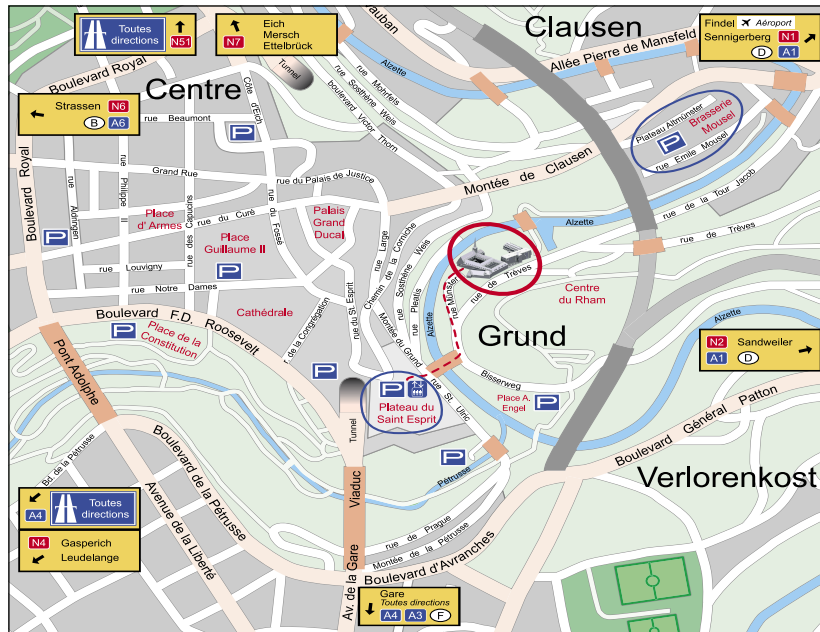 Toutes
directions
N51
N7
Eich
Mersch
Ettelbrück
Clausen
Findel
Aéroport
Sennigerberg
N1
D
A1
Allée Pierre de Mansfeld
Boulevard Royal
Tunnel
rue Mohrfels
rue Sosthène Weis
boulevard Victor Thorn
Alzette
Strassen
N6
B
A6
Centre
Côte d'Eich
rue Beaumont
P
Plateau Altmünster
Brasserie
Mousel
P
rue Emile Mousel
Boulevard Royal
rue Aldringen
rue Philippe II
Grand Rue
rue du Palais de Justice
Montée de Clausen
rue de la Tour Jacob
Place
d' Armes
rue des Capucins
rue du Curé
rue du Fossé
Palais
Grand
Ducal
rue Large
Chemin de la Corniche
rue Sosthène Weis
Alzette
rue de Trèves
P
Place
Guillaume II
P
rue Louvigny
rue Notre Dames
rue Plaetis
rue Münster
rue de Trèves
Centre
du Rham
Cathédrale
Boulevard F.D. Roosevelt
P
Place de la
Constitution
r. de la Congrégation
rue du St. Esprit
Montée du Grund
Alzette
Grund
Alzette
N2
A1
Sandweiler
D
Pont Adolphe
P
P
Plateau du
Saint Esprit
rue St. Ulric
Bisserweg
Place A.
Engel
P
Tunnel
Boulevard Général Patton
Bd. de la Pétrusse
Boulevard de la Pétrusse
Avenue de la Liberté
Viaduc
P
Pétrusse
Verlorenkost
A4
Toutes
directions
N4
Gasperich
Leudelange
rue de Prague
Montée de la Pétrusse
Boulevard d'Avranches
Av. de la Gare
Gare
Toutes directions
A4
A3
F